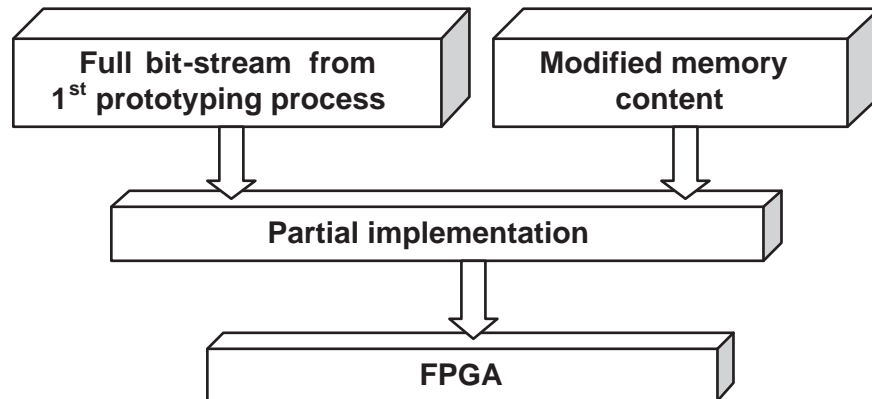 Full bit-stream from
1st prototyping process
Modified memory
content
Partial implementation
FPGA